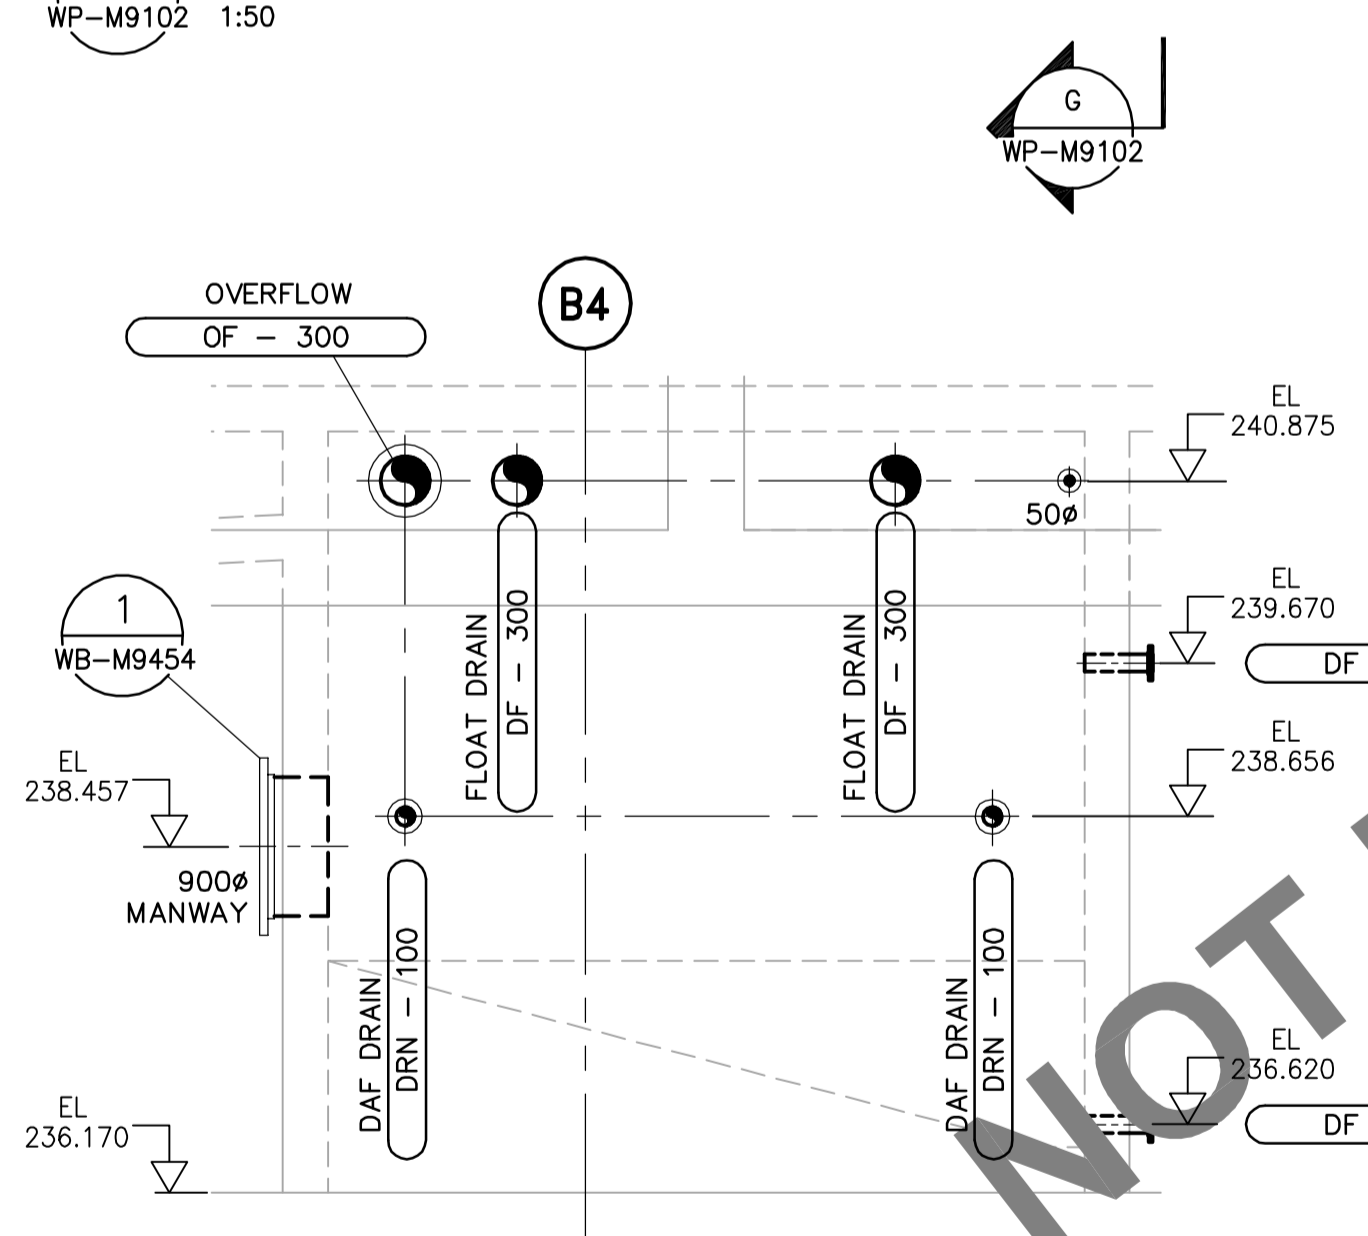 WP-M9102 1:50
G
WP-M9102
OVERFLOW
OF - 300
B4
EL
240.875
50ø
FLOAT DRAIN
DF - 300
FLOAT DRAIN
DF - 300
EL
239.670
DF
1
WB-M9454
EL
238.656
EL
238.457
900ø
MANWAY
DAF DRAIN
DRN - 100
DAF DRAIN
DRN - 100
EL
236.620
DF
EL
236.170
NOT